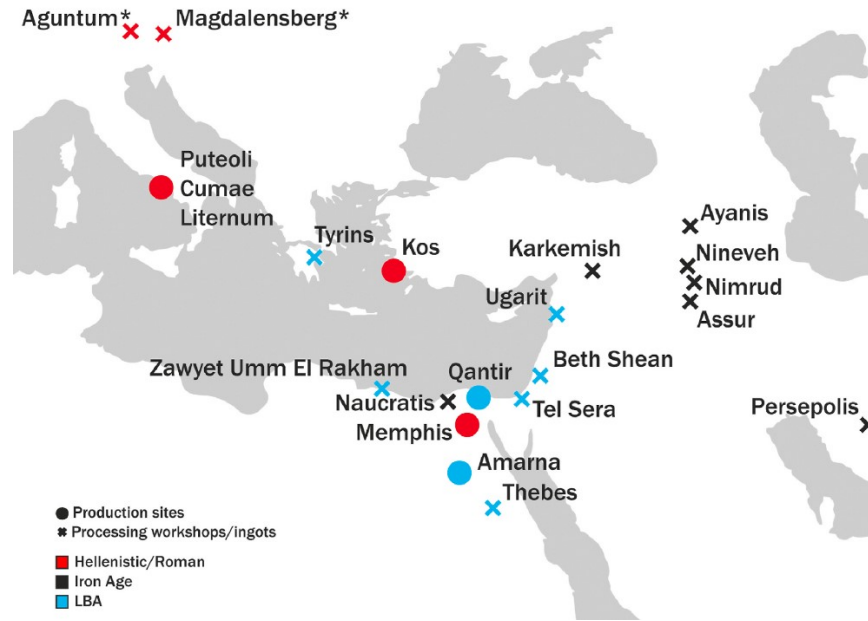 Aguntum*
Magdalensberg*
Puteoli
Cumae
Liternum
Tyrins
Kos
Karkemish
Ayanis
Nineveh
Nimrud
Assur
Ugarit
Zawyet Umm El Rakham
Qantir
Beth Shean
Naucratis
Tel Sera
Memphis
Persepolis
Amarna
Thebes
Production sites
Processing workshops/ingots
Hellenistic/Roman
Iron Age
LBA